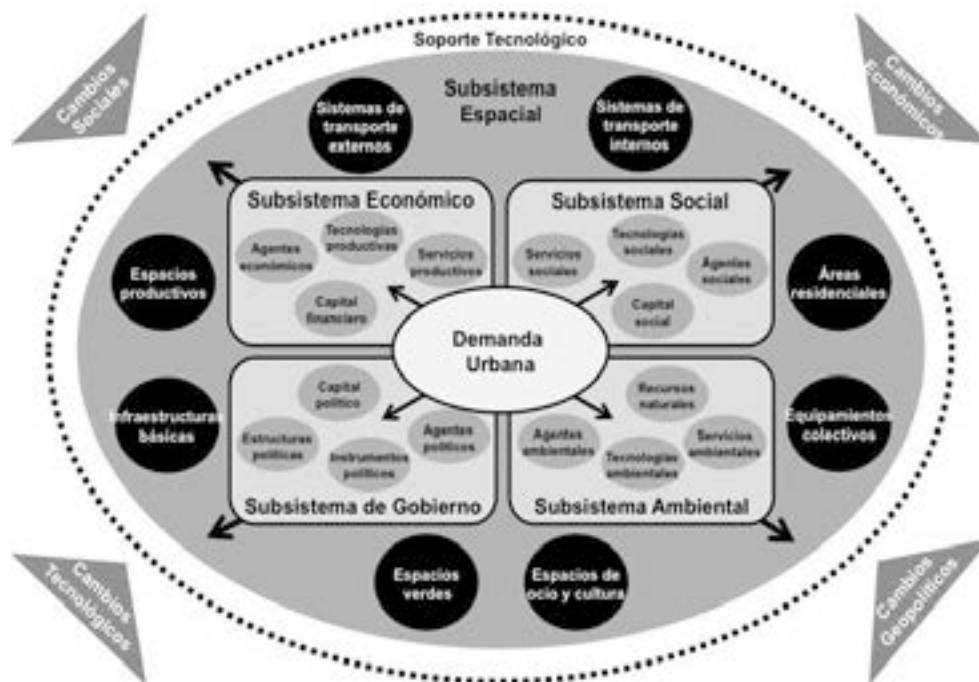 Soporte Tecnológico
Cambios
Sociales
Cambios
Económicos
Subsistema
Espacial
Sistemas de
transporte
externos
Sistemas de
transporte
internos
Subsistema Económico
Tecnologías
productivas
Agentes
económicos
Servicios
productivos
Capital
financiero
Subsistema Social
Tecnologías
sociales
Servicios
sociales
Agentes
sociales
Capital
social
Espacios
productivos
Áreas
residenciales
Demanda
Urbana
Infraestructuras
básicas
Equipamientos
colectivos
Capital
político
Estructuras
políticas
Instrumentos
políticos
Agentes
políticos
Subsistema de Gobierno
Recursos
naturales
Agentes
ambientales
Tecnologías
ambientales
Servicios
ambientales
Subsistema Ambiental
Espacios
verdes
Espacios de
ocio y cultura
Cambios
Tecnológicos
Cambios
Geopolíticos